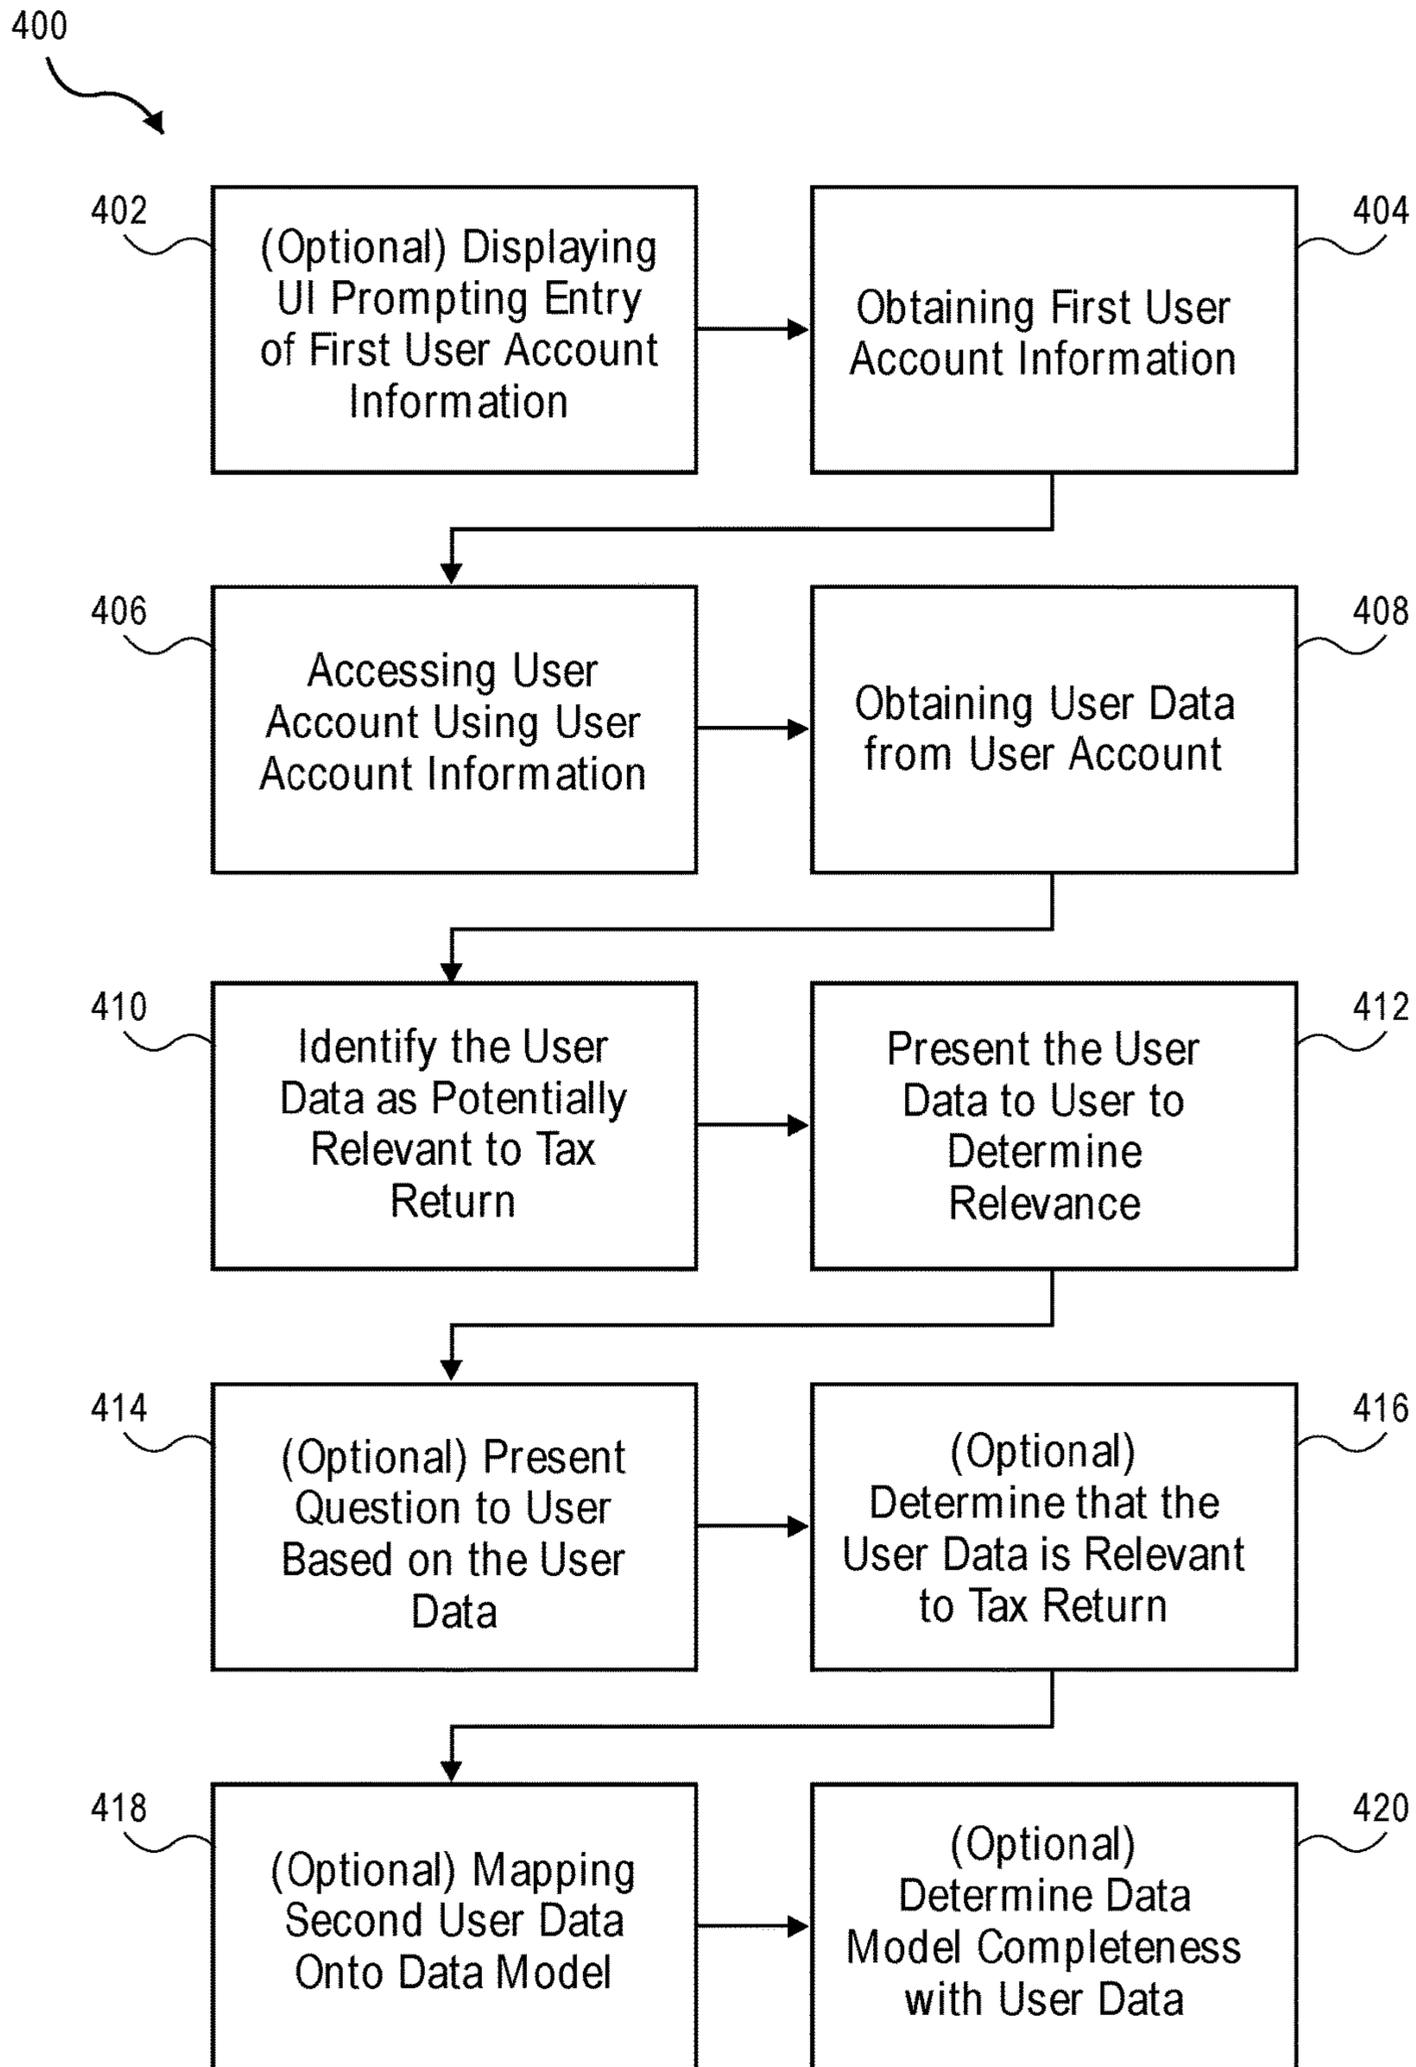 400
402
(Optional) Displaying
UI Prompting Entry
of First User Account
Information
404
Obtaining First User
Account Information
406
Accessing User
Account Using User
Account Information
408
Obtaining User Data
from User Account
410
Identify the User
Data as Potentially
Relevant to Tax
Return
412
Present the User
Data to User to
Determine
Relevance
414
(Optional) Present
Question to User
Based on the User
Data
416
(Optional)
Determine that the
User Data is Relevant
to Tax Return
418
(Optional) Mapping
Second User Data
Onto Data Model
420
(Optional)
Determine Data
Model Completeness
with User Data